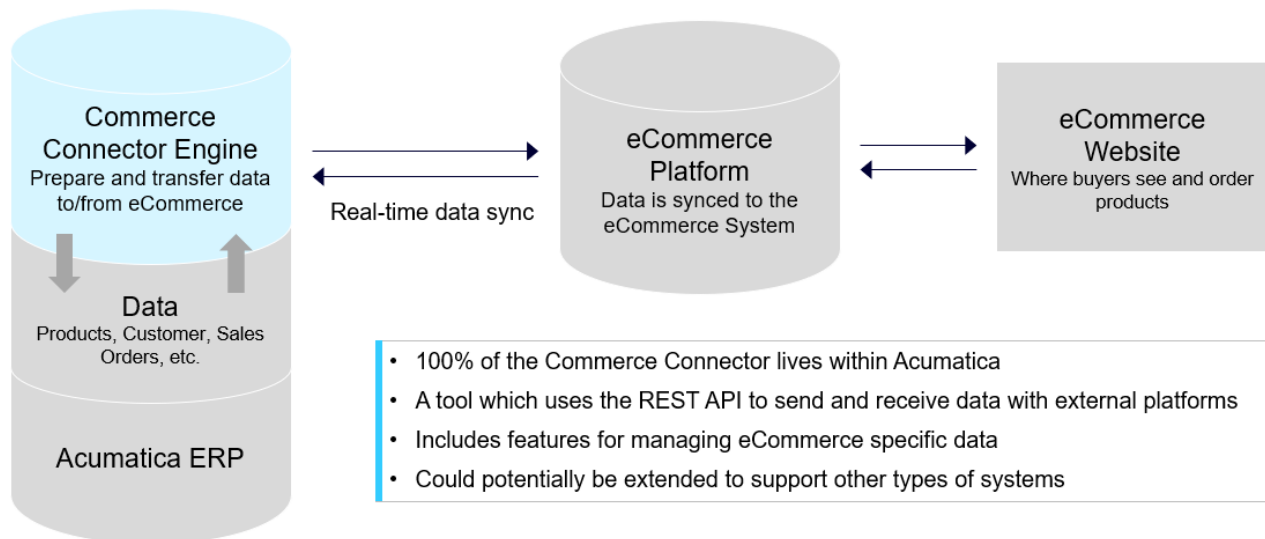 Commerce
Connector Engine
Prepare and transfer data
to/from eCommerce
Data
Products, Customer, Sales
Orders, etc.
Acumatica ERP
Real-time data sync
eCommerce
Platform
Data is synced to the
eCommerce System
eCommerce
Website
Where buyers see and order
products
• 100% of the Commerce Connector lives within Acumatica
• A tool which uses the REST API to send and receive data with external platforms
• Includes features for managing eCommerce specific data
• Could potentially be extended to support other types of systems